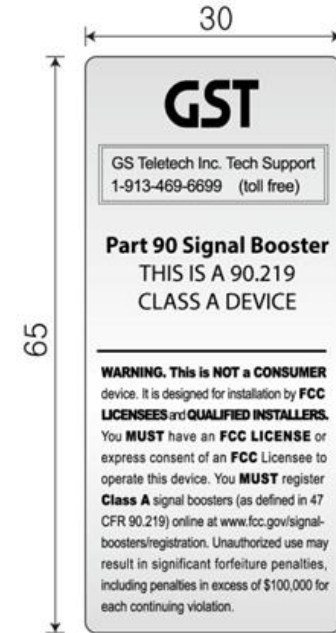 30
65
GST
GS Teletech Inc. Tech Support
1-913-469-6699 (toll free)
Part 90 Signal Booster
THIS IS A 90.219
CLASS A DEVICE
WARNING. This is NOT a CONSUMER
device. It is designed for installation by FCC
LICENSEES and QUALIFIED INSTALLERS.
You MUST have an FCC LICENSE or
express consent of an FCC Licensee to
operate this device. You MUST register
Class A signal boosters (as defined in 47
CFR 90.219) online at www.fcc.gov/signal-
boosters/registration. Unauthorized use may
result in significant forfeiture penalties,
including penalties in excess of $100,000 for
each continuing violation.